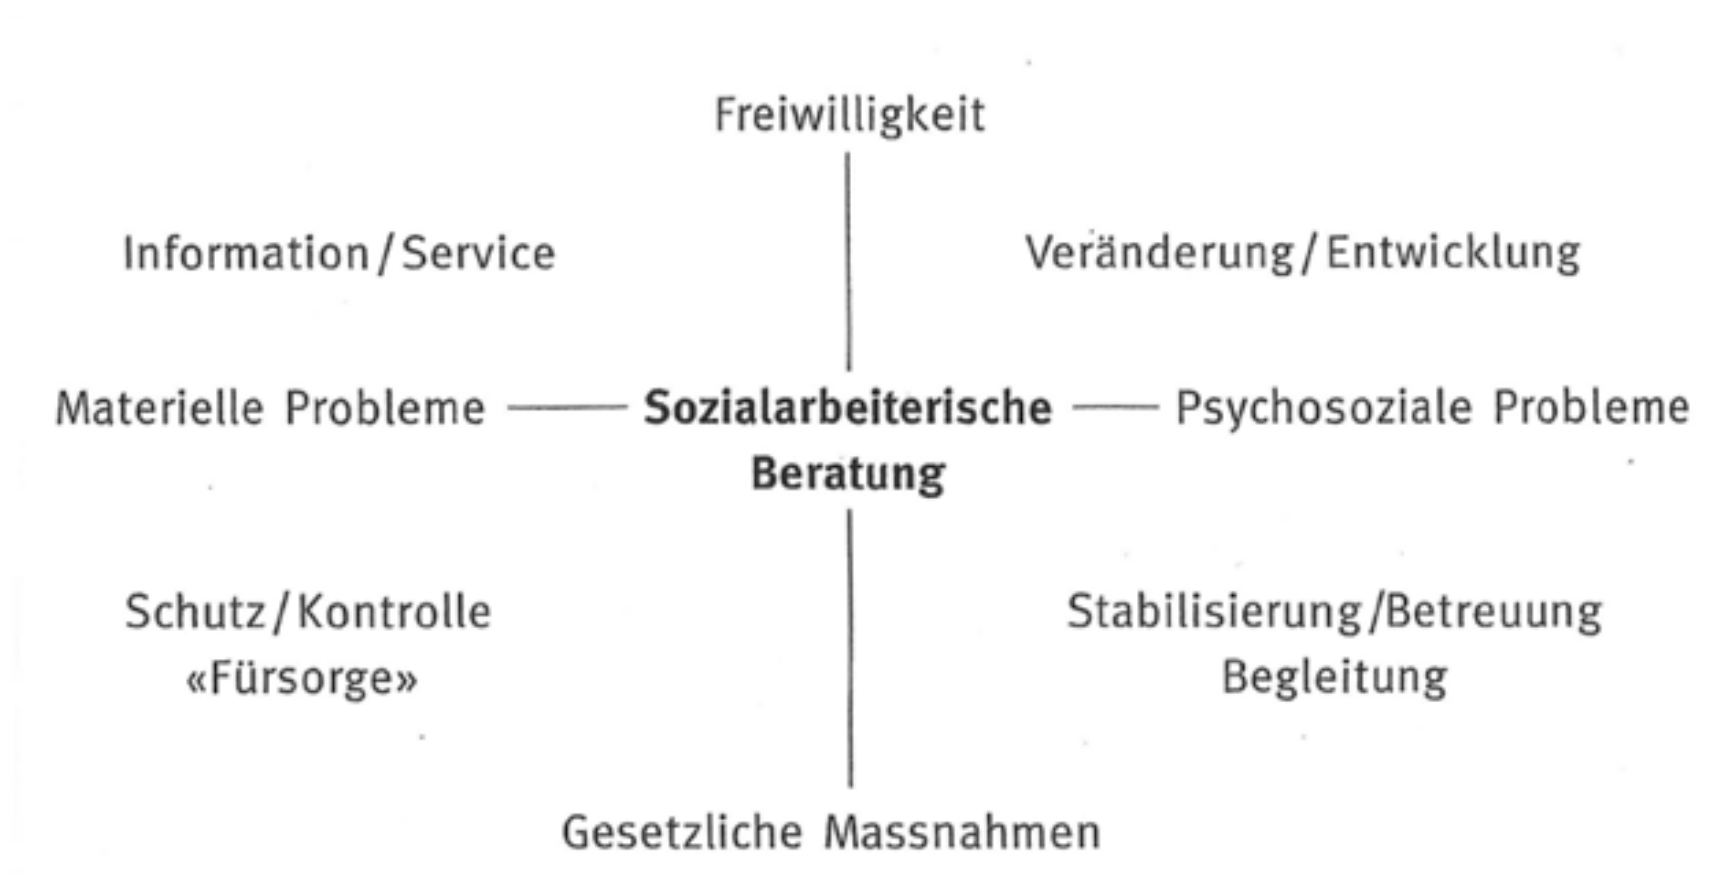 Freiwilligkeit
Information/Service
Veränderung/Entwicklung
Materielle Probleme
Sozialarbeiterische
Beratung
Psychosoziale Probleme
Schutz/Kontrolle
«Fürsorge»
Stabilisierung/Betreuung
Begleitung
Gesetzliche Massnahmen